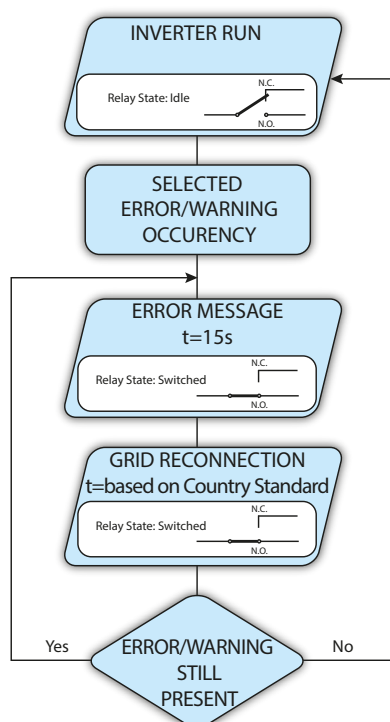 INVERTER RUN
N.C.
Relay State: Idle
N.O.
SELECTED
ERROR/WARNING
OCCURENCY
ERROR MESSAGE
t=15s
N.C.
Relay State: Switched
N.O.
GRID RECONNECTION
t=based on Country Standard
N.C.
Relay State: Switched
N.O.
Yes
No
ERROR/WARNING
STILL
PRESENT